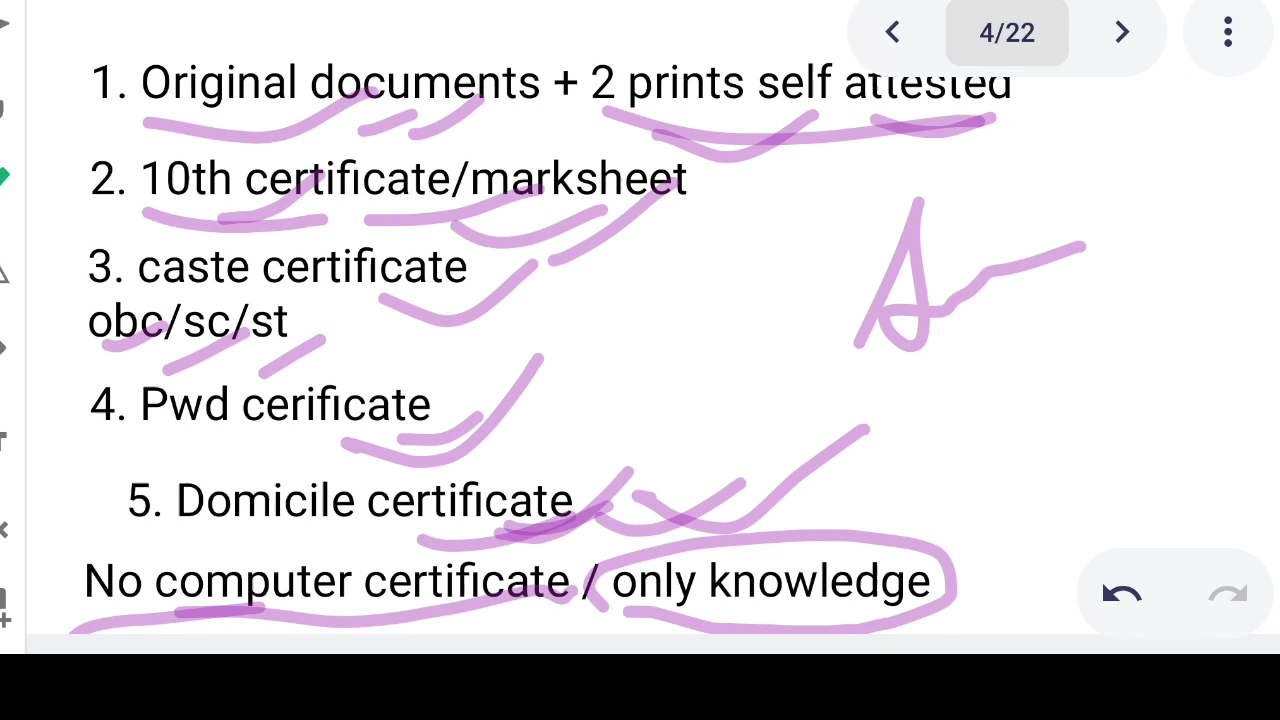 4/22
1. Original documents + 2 prints self attested
2. 10th certificate/marksheet
3. caste certificate
obc/sc/st
4. Pwd cerificate
5. Domicile certificate
No computer certificate / only knowledge